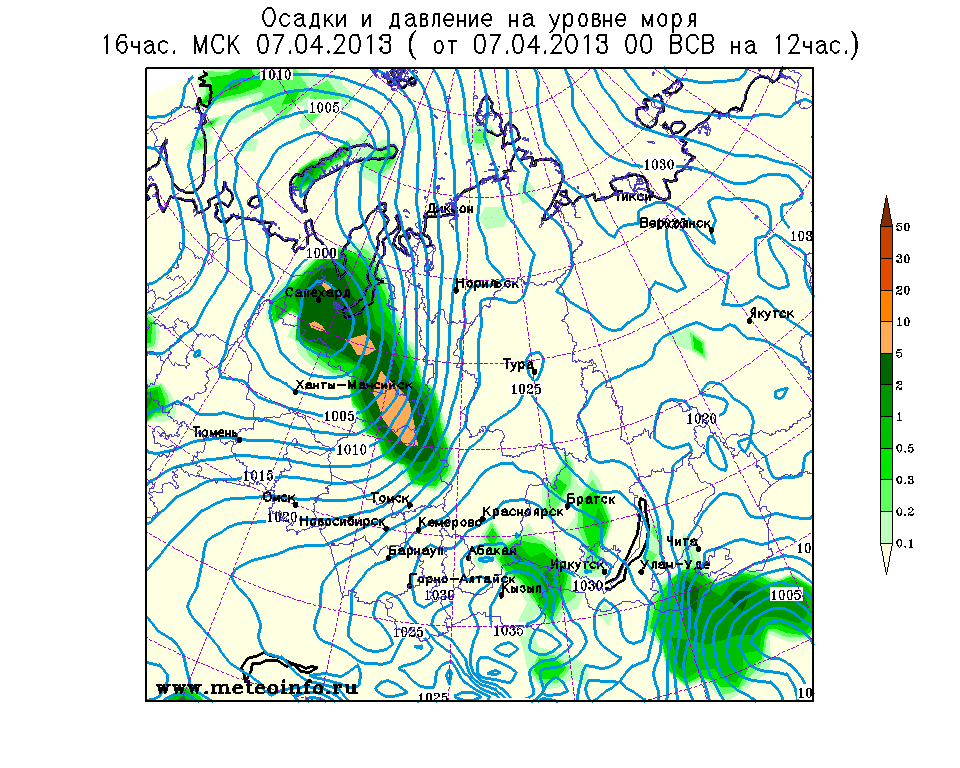 Осадки и давление на уровне моря
16час. МСК 07.04.2013 ( от 07.04.2013 00 ВСВ на 12час.)
1010
1005
1030
Тикси
Диксон
Верхоянск
103
1000
50
Норильск
30
Салехард
20
Якутск
10
Тура
5
Ханты-Мансийск
1025
2
1005
1020
1
Тюмень
1010
0.5
1015
0.3
Омск
Томск
Братск
1020
Новосибирск
Кемерово
Красноярск
0.2
Чита
10
0.1
Барнаул
Абакан
Иркутск
Улан-Удэ
Горно-Алтайск
Кызыл
1030
1030
1005
1025
1035
www.meteoinfo.ru
1025
10